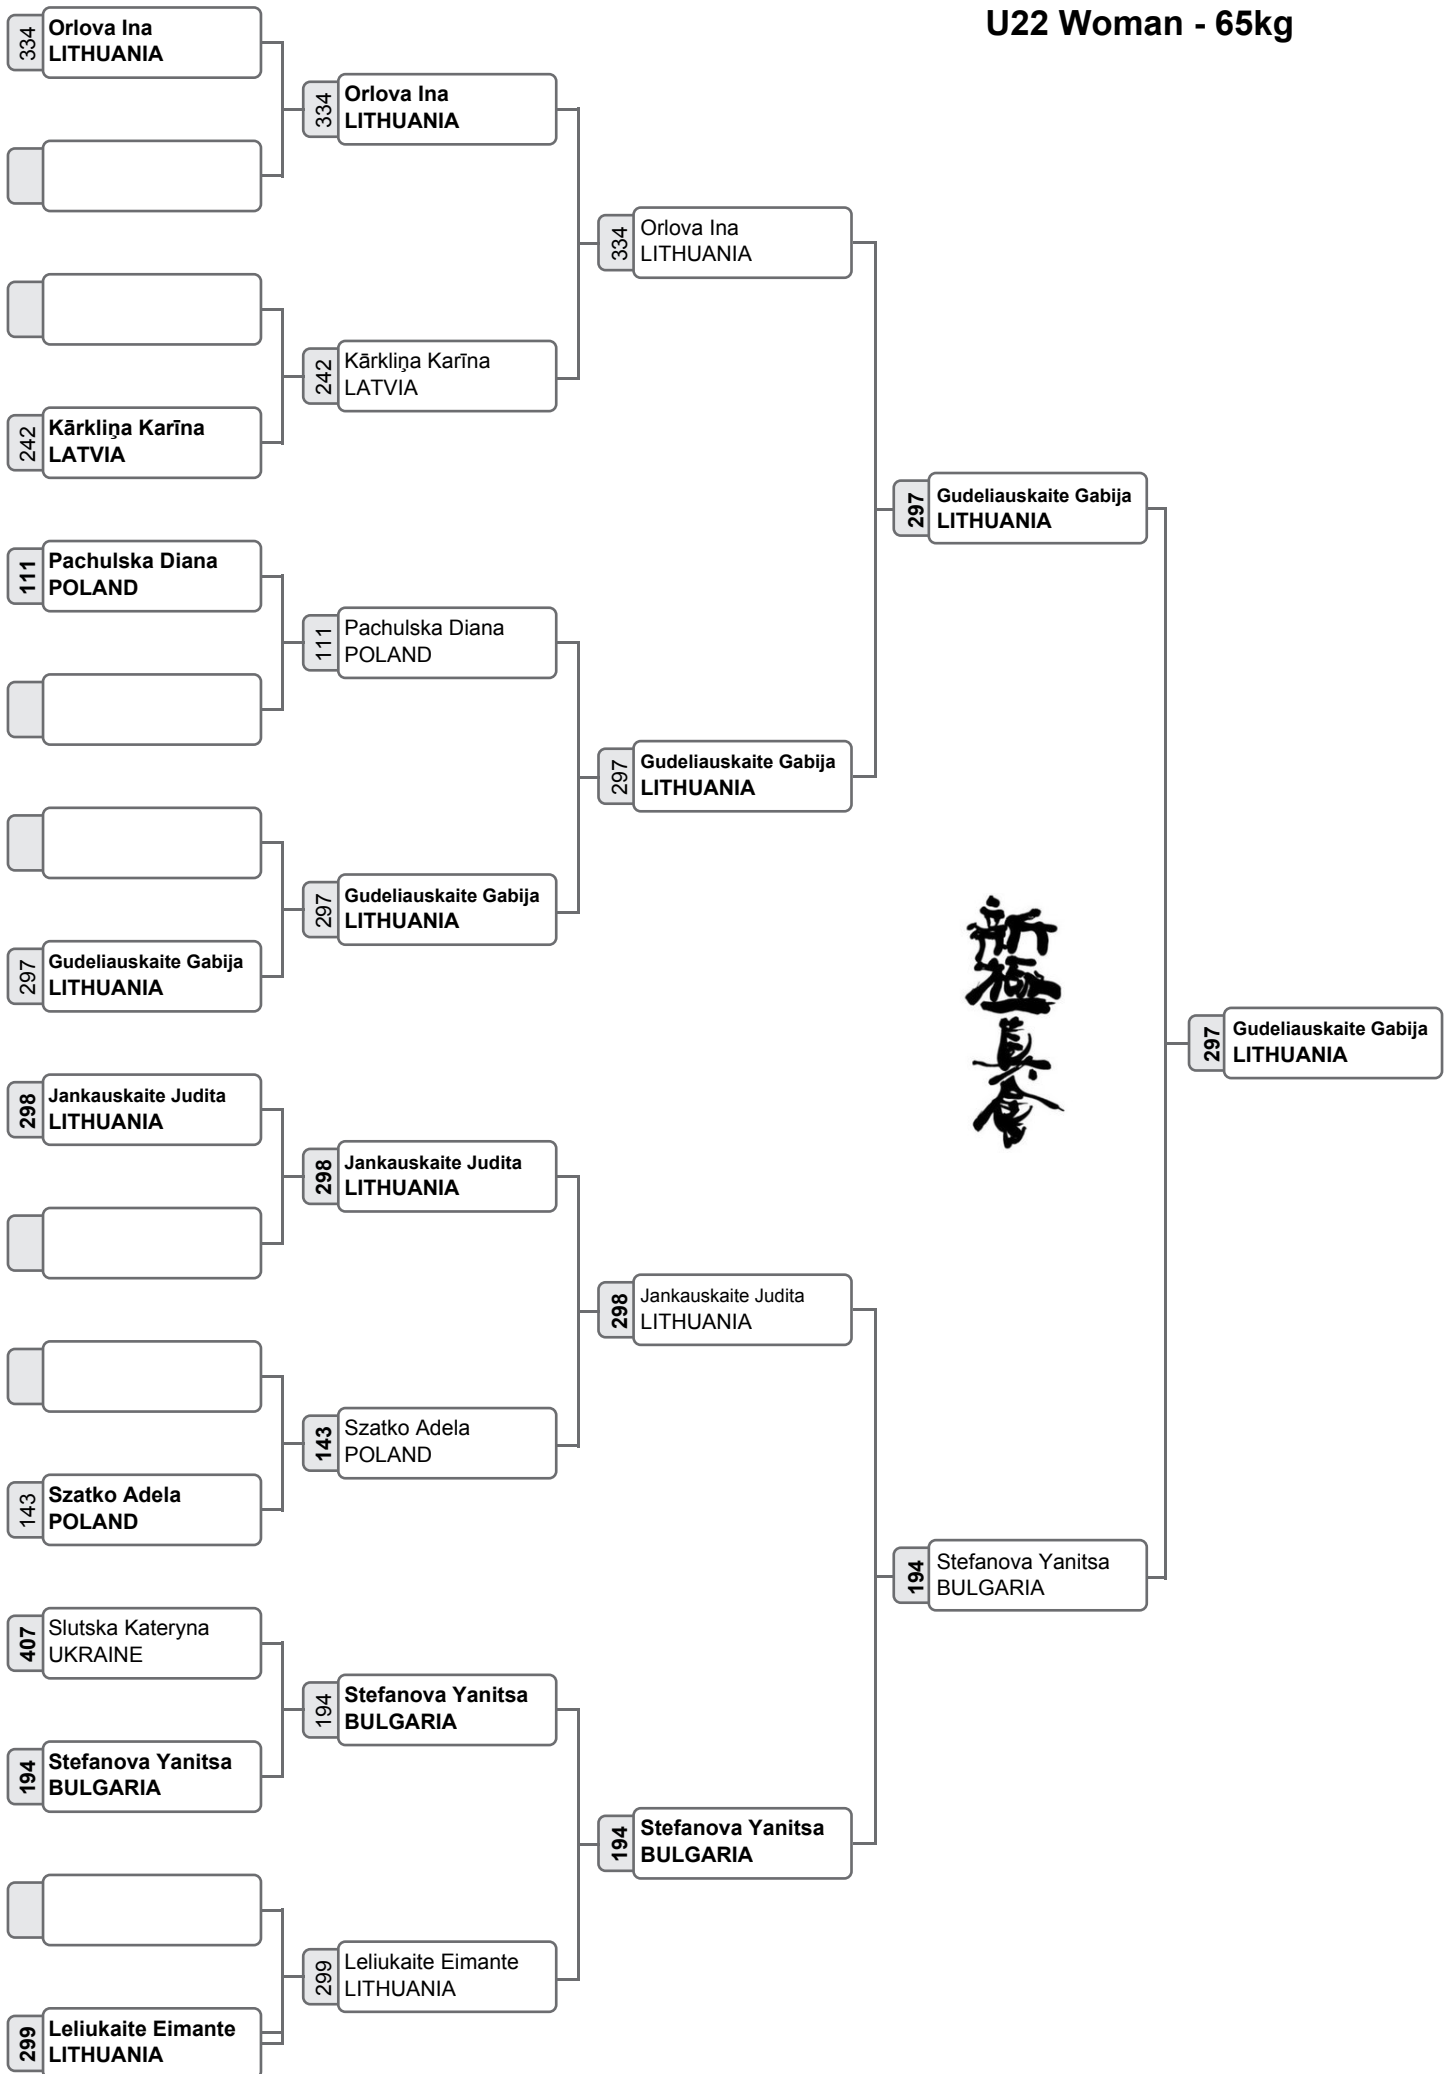 U22 Woman - 65kg
334
Orlova Ina
LITHUANIA
242
Kārkliņa Karīna
LATVIA
111
Pachulska Diana
POLAND
297
Gudeliauskaite Gabija
LITHUANIA
298
Jankauskaite Judita
LITHUANIA
143
Szatko Adela
POLAND
407
Slutska Kateryna
UKRAINE
194
Stefanova Yanitsa
BULGARIA
299
Leliukaite Eimante
LITHUANIA
334
Orlova Ina
LITHUANIA
242
Kārkliņa Karīna
LATVIA
111
Pachulska Diana
POLAND
297
Gudeliauskaite Gabija
LITHUANIA
298
Jankauskaite Judita
LITHUANIA
143
Szatko Adela
POLAND
194
Stefanova Yanitsa
BULGARIA
299
Leliukaite Eimante
LITHUANIA
334
Orlova Ina
LITHUANIA
297
Gudeliauskaite Gabija
LITHUANIA
298
Jankauskaite Judita
LITHUANIA
194
Stefanova Yanitsa
BULGARIA
297
Gudeliauskaite Gabija
LITHUANIA
194
Stefanova Yanitsa
BULGARIA
新極真會
297
Gudeliauskaite Gabija
LITHUANIA